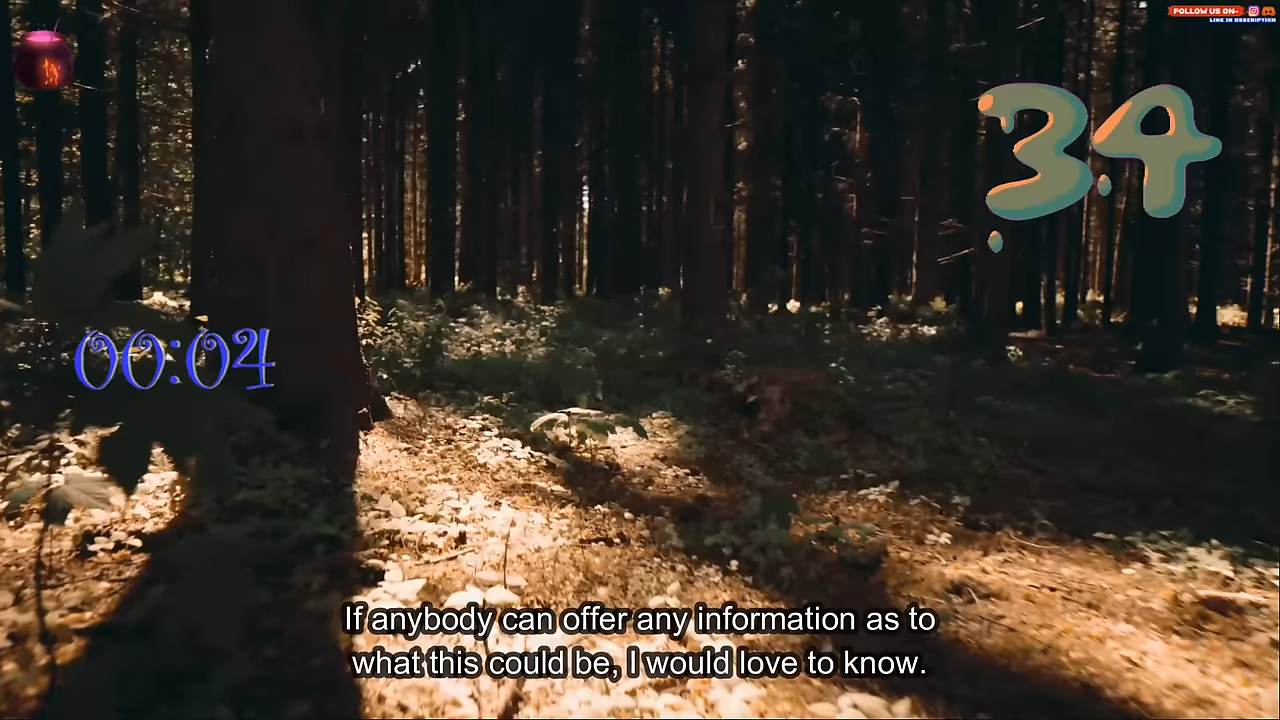 FOLLOW US ON-
LINK IN DESCRIPTION
34
00:04
If anybody can offer any information as to
what this could be, I would love to know.